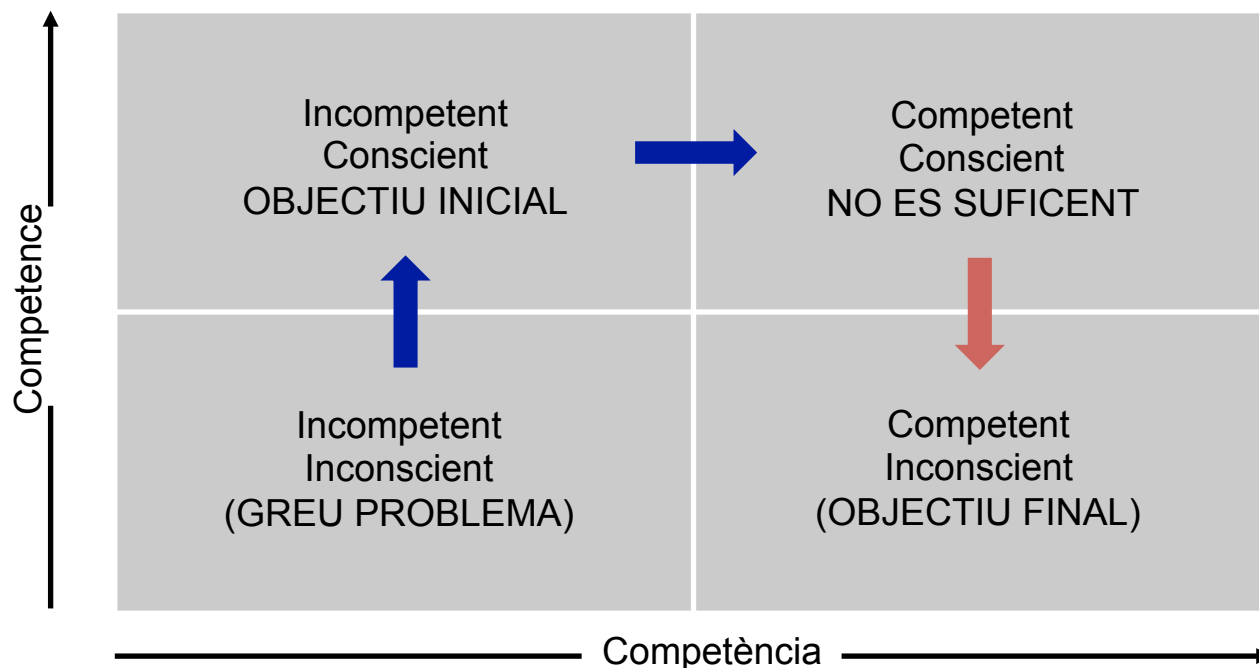 Incompetent
Conscient
OBJECTIU INICIAL
Competent
Conscient
NO ES SUFICENT
Competence
Incompetent
Inconscient
(GREU PROBLEMA)
Competent
Inconscient
(OBJECTIU FINAL)
Competència